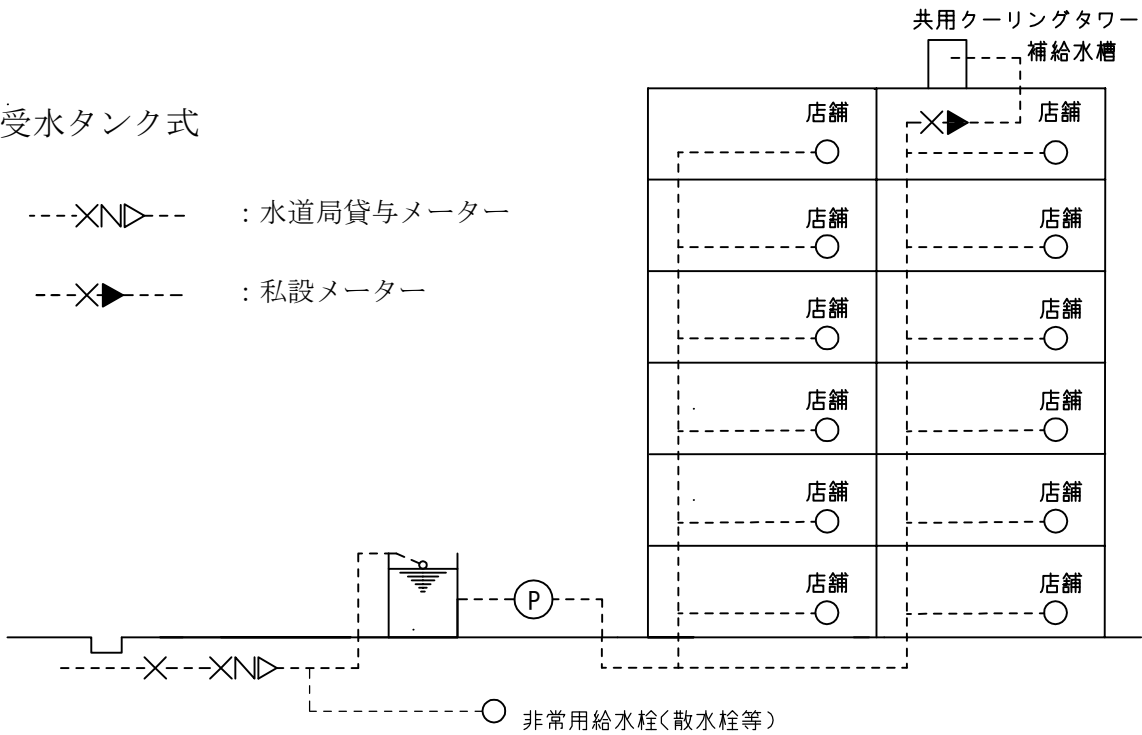 共用クーリングタワー
補給水槽
受水タンク式
:水道局貸与メーター
:私設メーター
店舗
店舗
店舗
店舗
店舗
店舗
店舗
店舗
店舗
店舗
店舗
店舗
P
非常用給水栓(散水栓等)